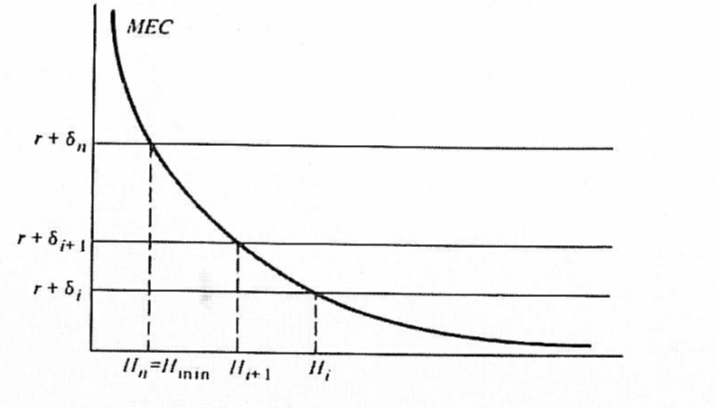 MEC
r + δn
r + δi+1
r + δi
Hn=Hmin Hi+1 Hi